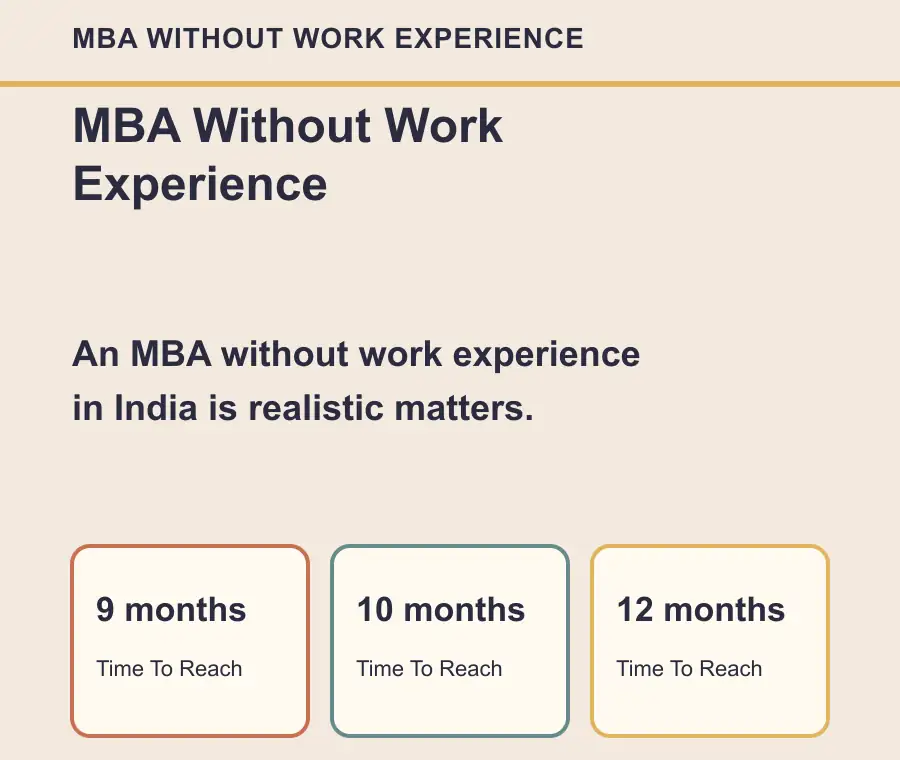 MBA WITHOUT WORK EXPERIENCE
MBA Without Work
Experience
An MBA without work experience
in India is realistic matters.
9 months
Time To Reach
10 months
Time To Reach
12 months
Time To Reach